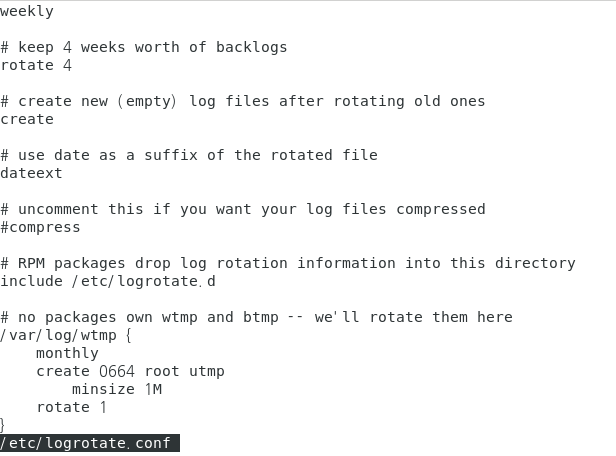 weekly
# keep 4 weeks worth of backlogs
rotate 4
# create new (empty) log files after rotating old ones
create
# use date as a suffix of the rotated file
dateext
# uncomment this if you want your log files compressed
#compress
# RPM packages drop log rotation information into this directory
include /etc/logrotate.d
# no packages own wtmp and btmp -- we'll rotate them here
/var/log/wtmp {
    monthly
    create 0664 root utmp
        minsize 1M
    rotate 1
}
/etc/logrotate.conf